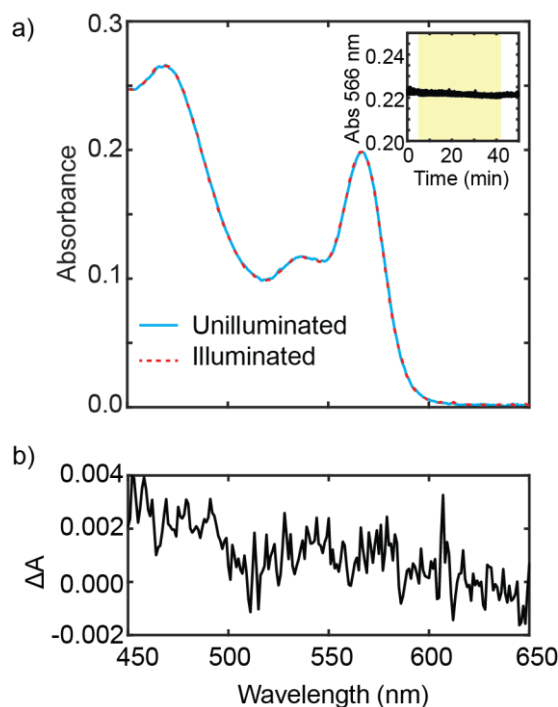 a)
0.3
0.2
0.1
0.0
Absorbance
Unilluminated
Illuminated
Abs 566 nm
0.24
0.22
0.20
0 20 40
Time (min)
b)
0.004
0.002
0.000
-0.002
ΔA
450 500 550 600 650
Wavelength (nm)